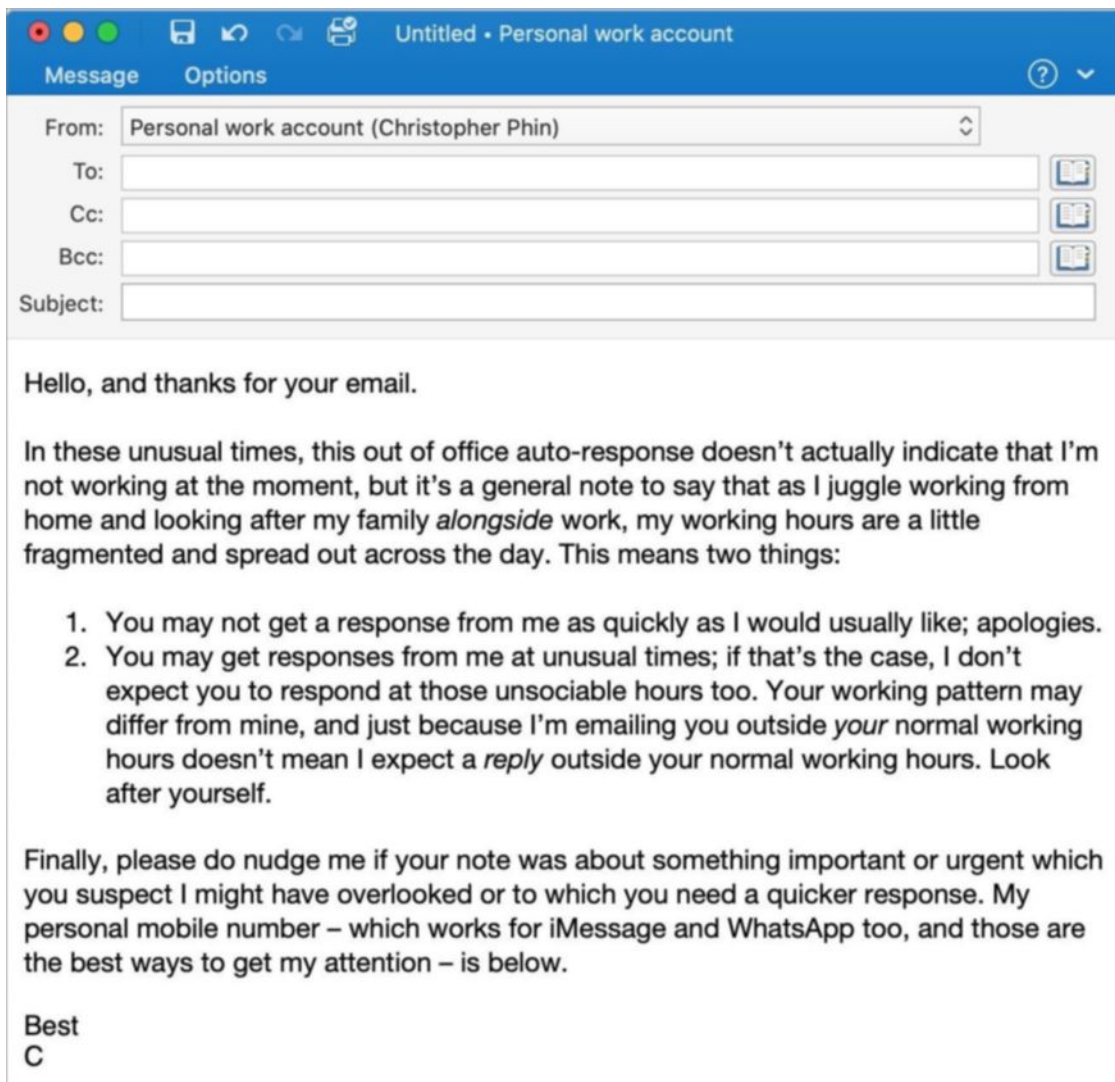 Untitled • Personal work account
Message Options
From: Personal work account (Christopher Phin)
To:
Cc:
Bcc:
Subject:
Hello, and thanks for your email.
In these unusual times, this out of office auto-response doesn’t actually indicate that I’m
not working at the moment, but it’s a general note to say that as I juggle working from
home and looking after my family alongside work, my working hours are a little
fragmented and spread out across the day. This means two things:
1. You may not get a response from me as quickly as I would usually like; apologies.
2. You may get responses from me at unusual times; if that’s the case, I don’t
expect you to respond at those unsociable hours too. Your working pattern may
differ from mine, and just because I’m emailing you outside your normal working
hours doesn’t mean I expect a reply outside your normal working hours. Look
after yourself.
Finally, please do nudge me if your note was about something important or urgent which
you suspect I might have overlooked or to which you need a quicker response. My
personal mobile number – which works for iMessage and WhatsApp too, and those are
the best ways to get my attention – is below.
Best
C